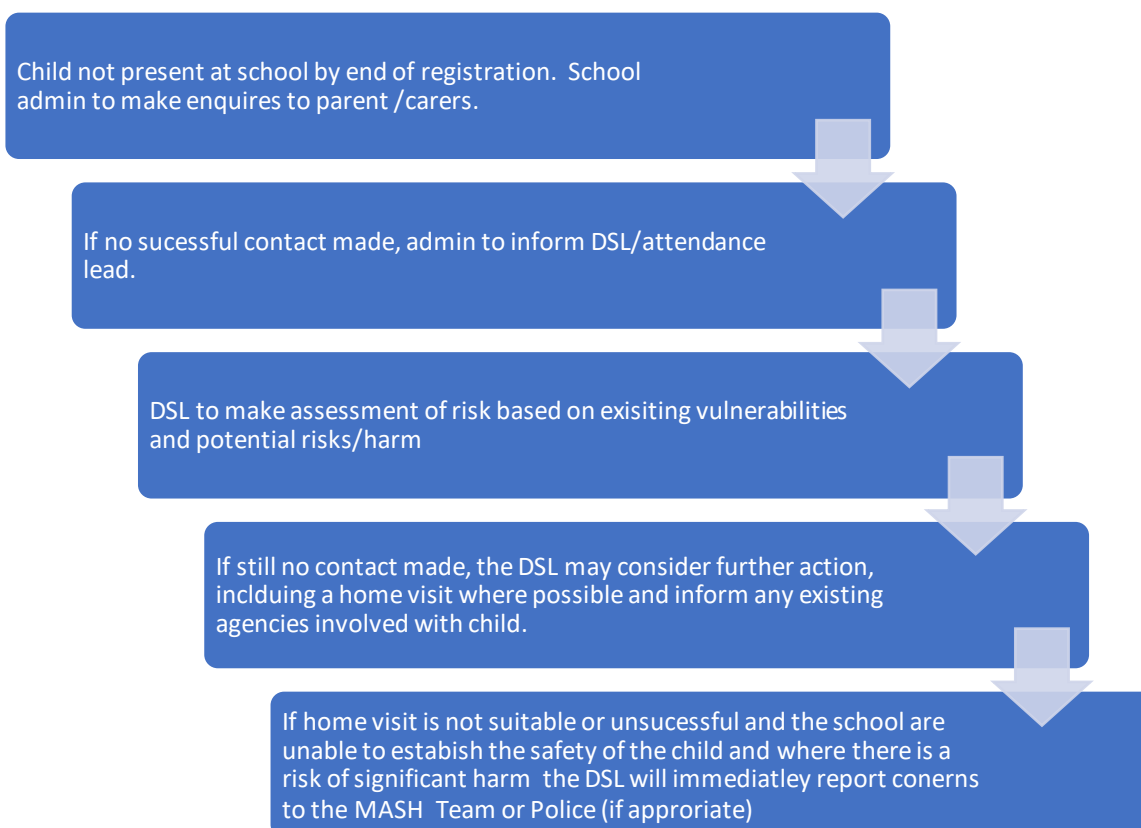 Child not present at school by end of registration.  School
admin to make enquires to parent /carers.
If no sucessful contact made, admin to inform DSL/attendance
lead.
DSL to make assessment of risk based on exisiting vulnerabilities
and potential risks/harm
If still no contact made, the DSL may consider further action,
inclduing a home visit where possible and inform any existing
agencies involved with child.
If home visit is not suitable or unsucessful and the school are
unable to estabish the safety of the child and where there is a
risk of significant harm  the DSL will immediatley report conerns
to the MASH  Team or Police (if approriate)